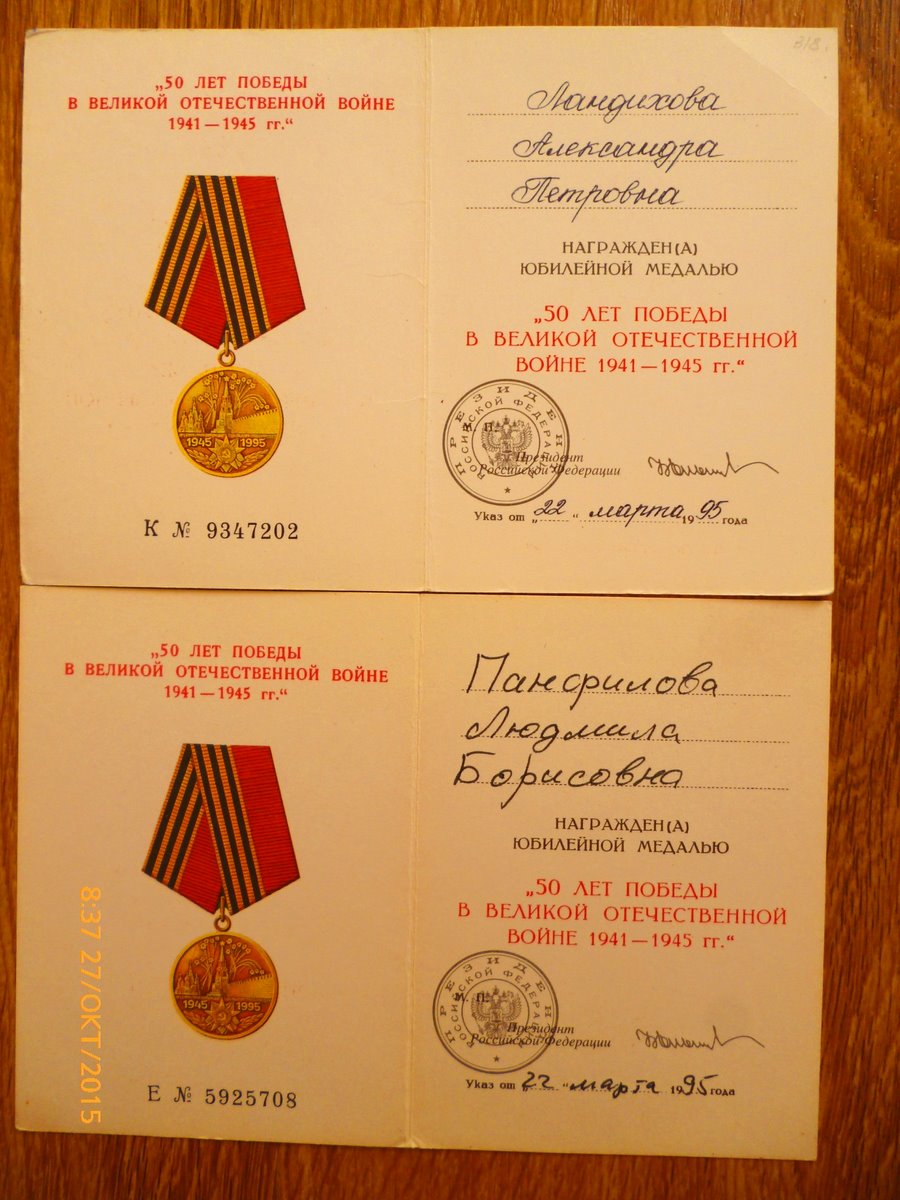 „50 ЛЕТ ПОБЕДЫ
В ВЕЛИКОЙ ОТЕЧЕСТВЕННОЙ ВОЙНЕ
1941—1945 гг.“
1945 1995
К № 9347202
318.
Ландихова
Александра
Петровна
НАГРАЖДЕН(А)
ЮБИЛЕЙНОЙ МЕДАЛЬЮ
„50 ЛЕТ ПОБЕДЫ
В ВЕЛИКОЙ ОТЕЧЕСТВЕННОЙ
ВОЙНЕ 1941—1945 гг.“
ПРЕЗИДЕН
РОССИЙСКОЙ ФЕДЕРА
М. П.
Президент
Российской Федерации
Указ от „22“ марта 1995 года
„50 ЛЕТ ПОБЕДЫ
В ВЕЛИКОЙ ОТЕЧЕСТВЕННОЙ ВОЙНЕ
1941—1945 гг.“
1945 1995
Е № 5925708
Панфилова
Людмила
Борисовна
НАГРАЖДЕН(А)
ЮБИЛЕЙНОЙ МЕДАЛЬЮ
„50 ЛЕТ ПОБЕДЫ
В ВЕЛИКОЙ ОТЕЧЕСТВЕННОЙ
ВОЙНЕ 1941—1945 гг.“
ПРЕЗИДЕН
РОССИЙСКОЙ ФЕДЕРА
М. П.
Президент
Российской Федерации
Указ от „22“ марта 1995 года
8:37 27/ОКТ/2015